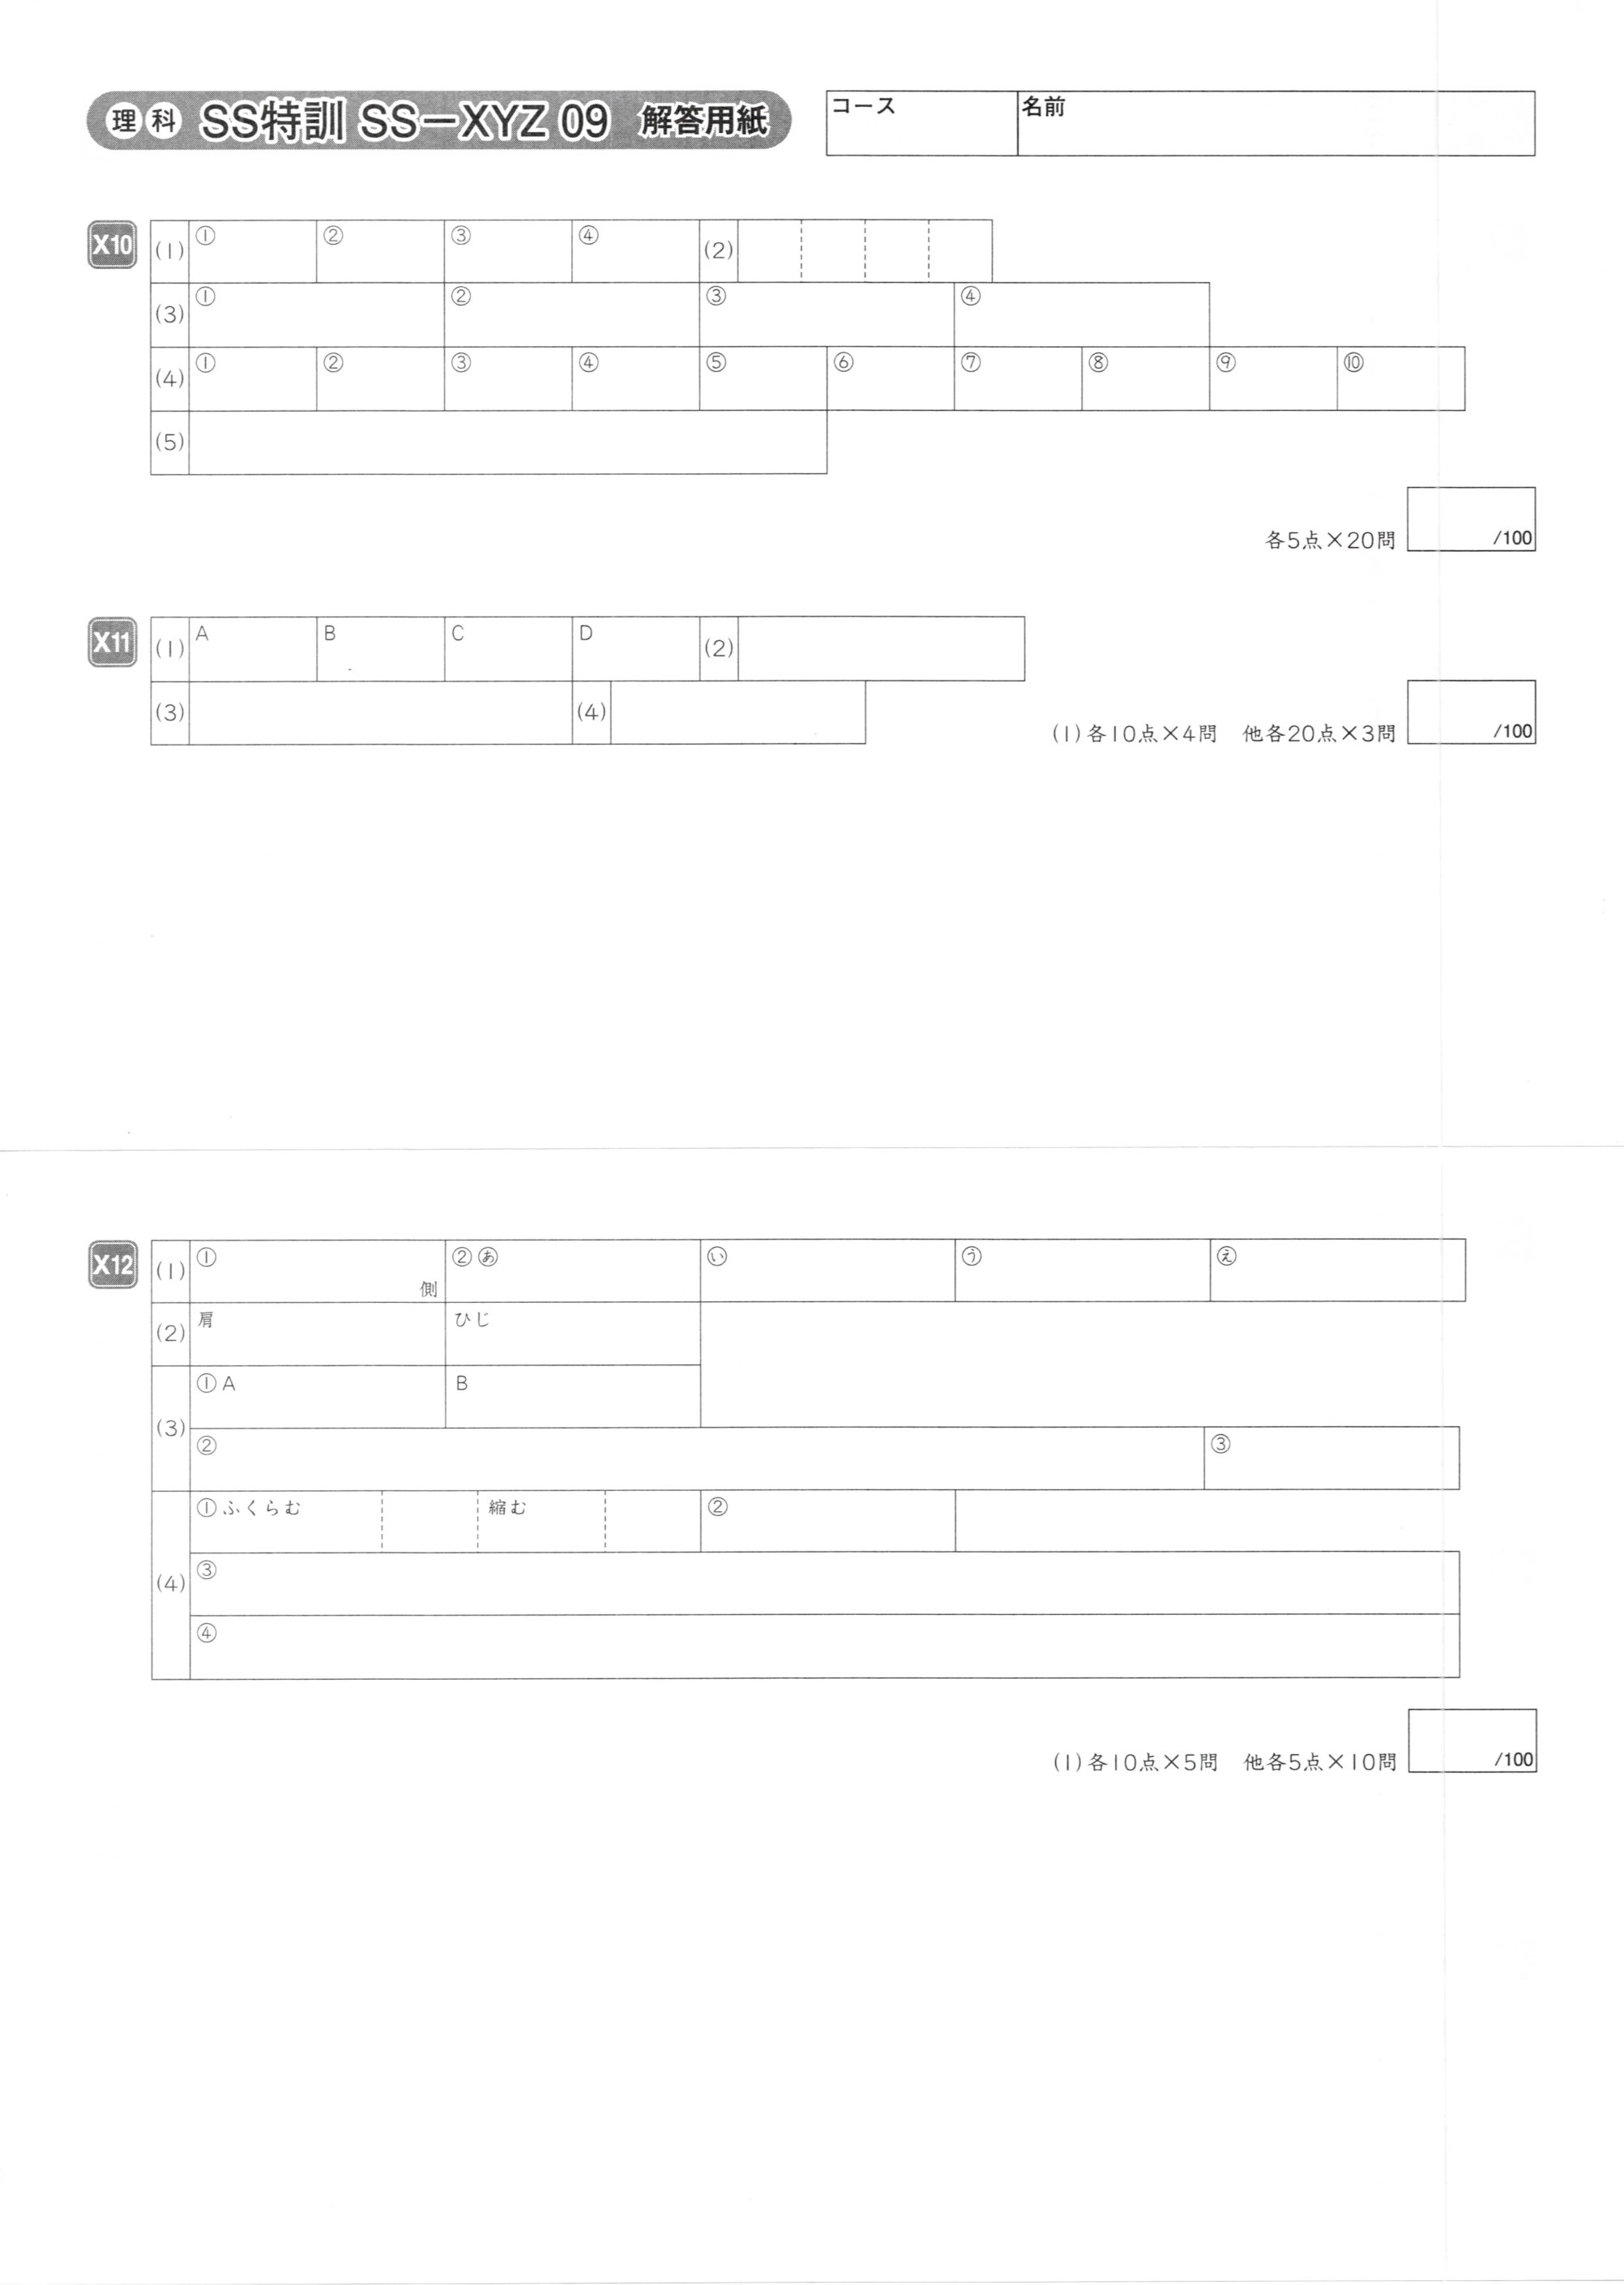 理科 SS特訓 SS－XYZ 09 解答用紙
コース 名前
X10
(1) ① ② ③ ④ (2)
(3) ① ② ③ ④
(4) ① ② ③ ④ ⑤ ⑥ ⑦ ⑧ ⑨ ⑩
(5)
各5点×20問 /100
X11
(1) A B C D (2)
(3) (4)
(1)各10点×4問 他各20点×3問 /100
X12
(1) ① 側 ② あ い う え
(2) 肩 ひじ
(3) ① A B
② ③
(4) ① ふくらむ 縮む ②
③
④
(1)各10点×5問 他各5点×10問 /100